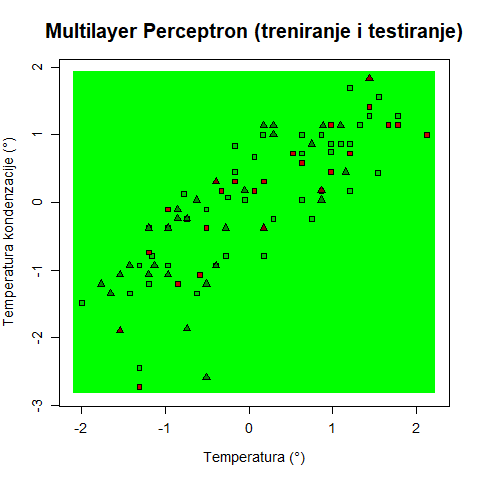 Multilayer Perceptron (treniranje i testiranje)
Temperatura kondenzacije (°)
2
1
0
-1
-2
-3
-2 -1 0 1 2
Temperatura (°)